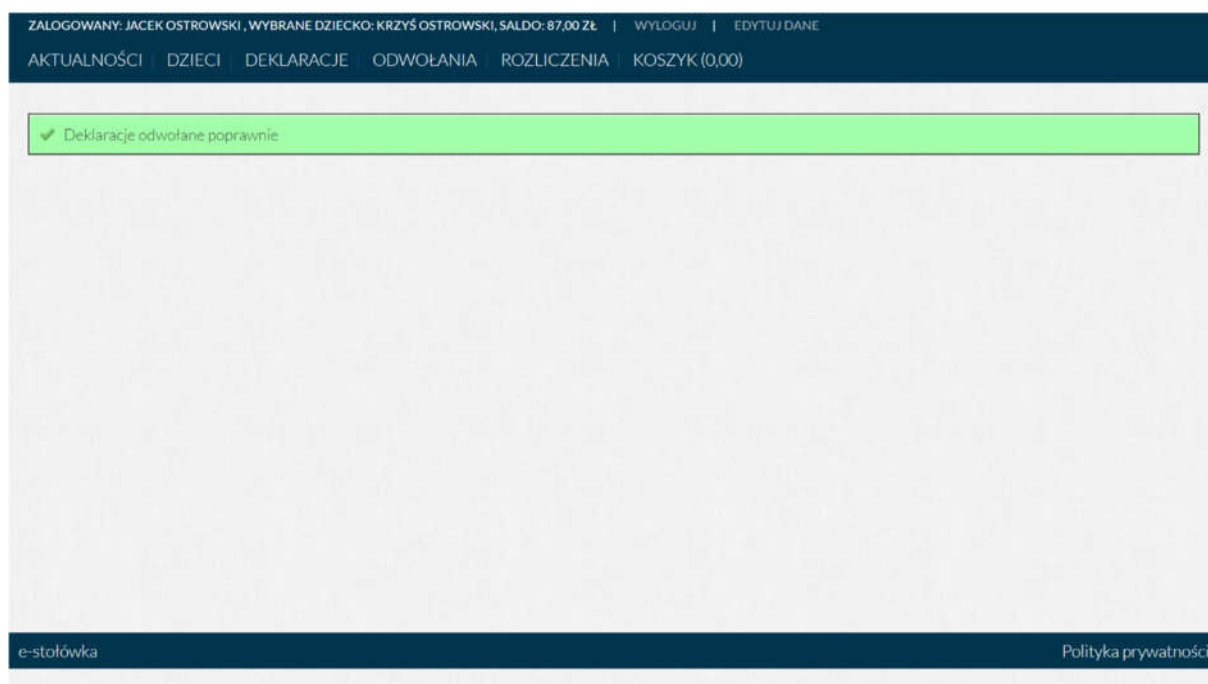 ZALOGOWANY: JACEK OSTROWSKI , WYBRANE DZIECKO: KRZYŚ OSTROWSKI, SALDO: 87,00 ZŁ | WYLOGUJ | EDYTUJ DANE
AKTUALNOŚCI | DZIECI | DEKLARACJE | ODWOŁANIA | ROZLICZENIA | KOSZYK (0,00)
Deklaracje odwołane poprawnie
e-stołówka Polityka prywatności